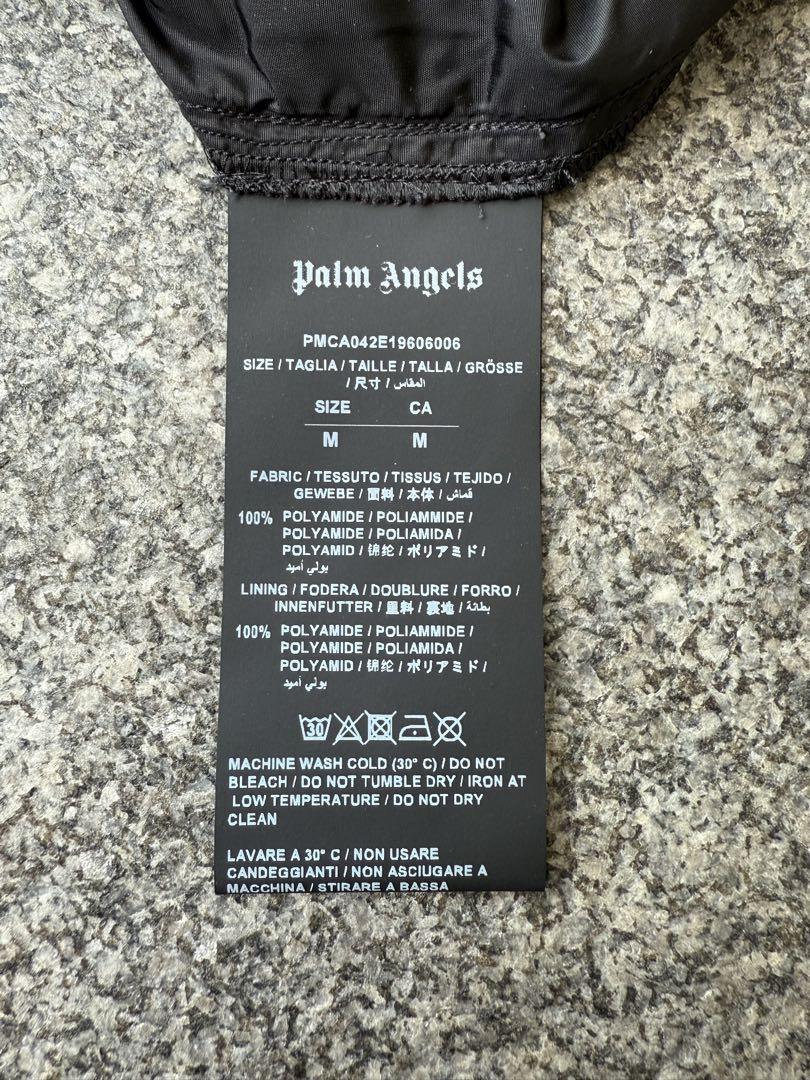 Palm Angels
PMCA042E19606006
SIZE / TAGLIA / TAILLE / TALLA / GRÖSSE
/ 尺寸 / المقاس
SIZE CA
M M
FABRIC / TESSUTO / TISSUS / TEJIDO /
GEWEBE / 面料 / 本体 / قماش
100% POLYAMIDE / POLIAMMIDE /
POLYAMIDE / POLIAMIDA /
POLYAMID / 锦纶 / ポリアミド /
بولي أميد
LINING / FODERA / DOUBLURE / FORRO /
INNENFUTTER / 里料 / 裏地 / بطانة
100% POLYAMIDE / POLIAMMIDE /
POLYAMIDE / POLIAMIDA /
POLYAMID / 锦纶 / ポリアミド /
بولي أميد
30
MACHINE WASH COLD (30° C) / DO NOT
BLEACH / DO NOT TUMBLE DRY / IRON AT
LOW TEMPERATURE / DO NOT DRY
CLEAN
LAVARE A 30° C / NON USARE
CANDEGGIANTI / NON ASCIUGARE A
MACCHINA / STIRARE A BASSA